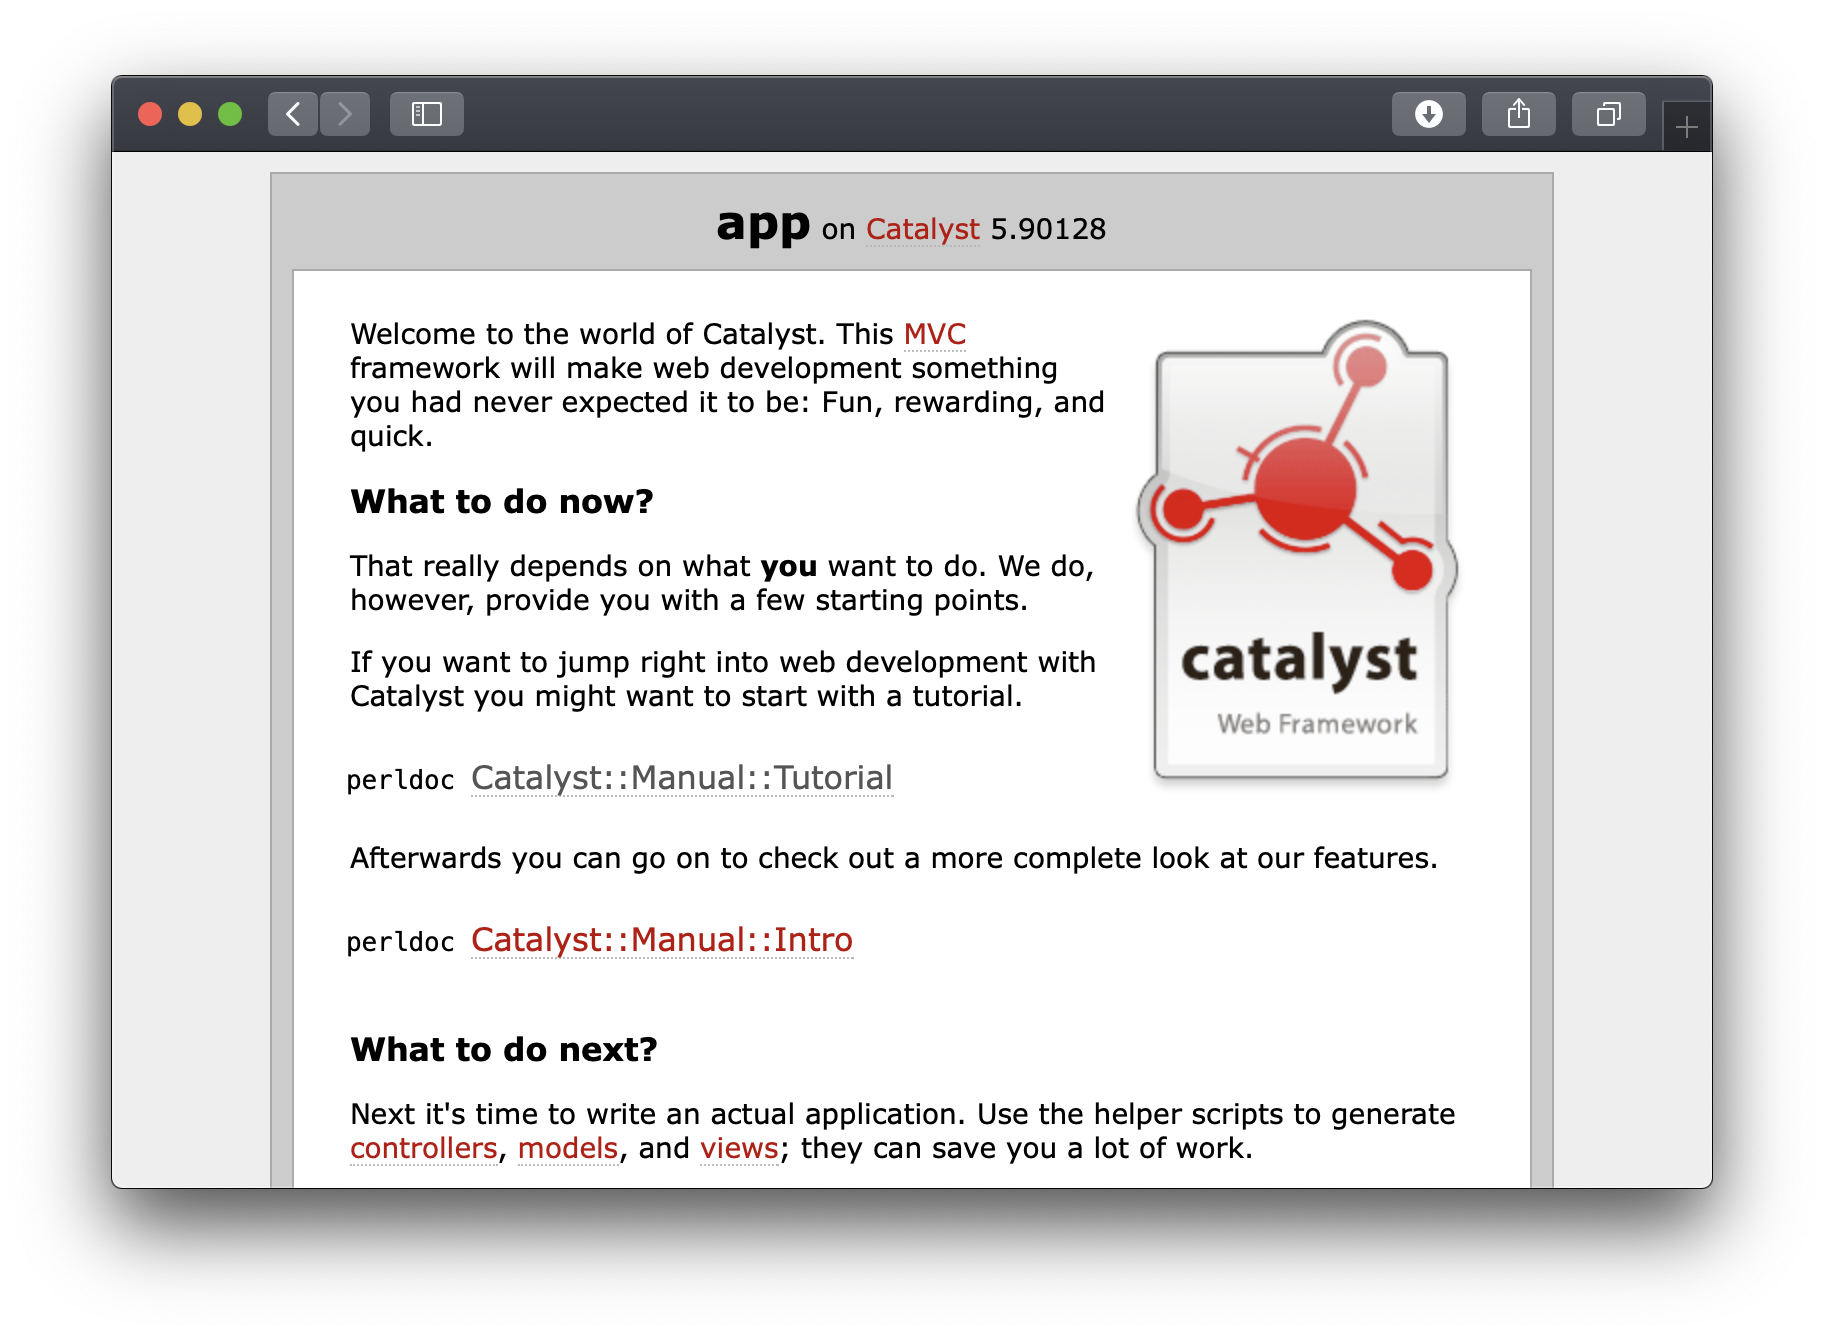 app on Catalyst 5.90128
Welcome to the world of Catalyst. This MVC
framework will make web development something
you had never expected it to be: Fun, rewarding, and
quick.
What to do now?
That really depends on what you want to do. We do,
however, provide you with a few starting points.
If you want to jump right into web development with
Catalyst you might want to start with a tutorial.
catalyst
Web Framework
perldoc Catalyst::Manual::Tutorial
Afterwards you can go on to check out a more complete look at our features.
perldoc Catalyst::Manual::Intro
What to do next?
Next it's time to write an actual application. Use the helper scripts to generate
controllers, models, and views; they can save you a lot of work.